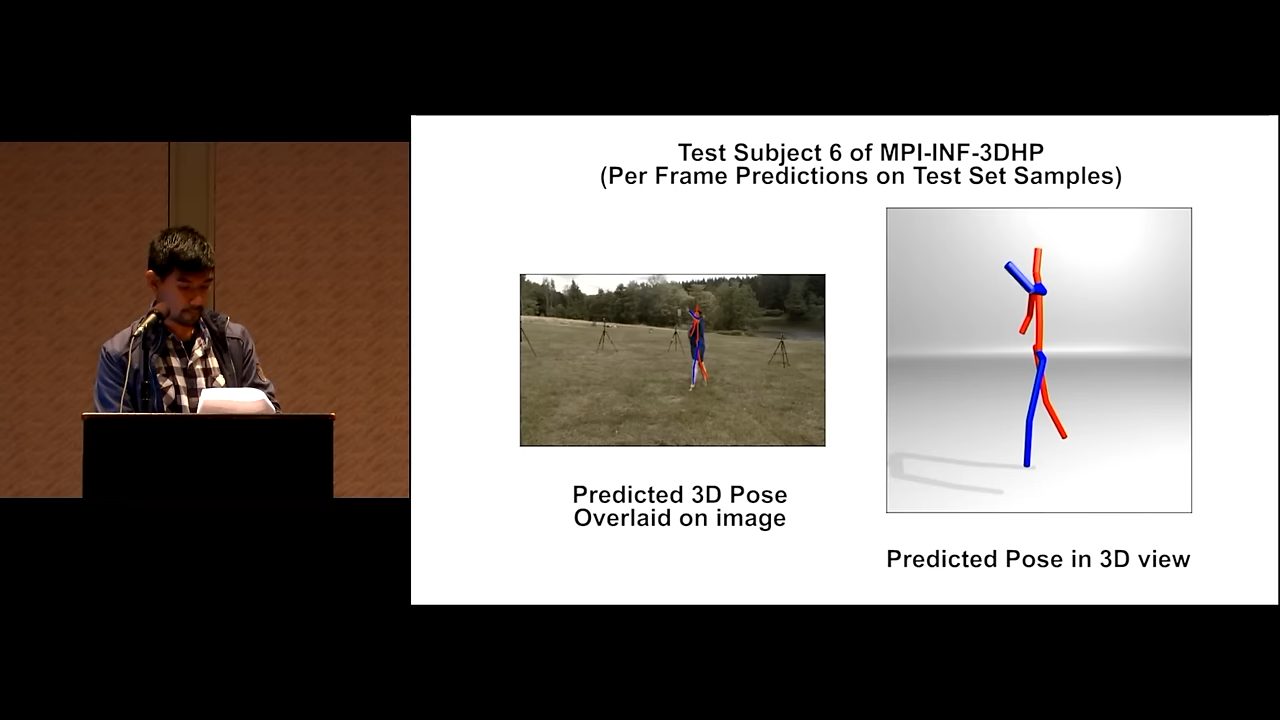 Test Subject 6 of MPI-INF-3DHP
(Per Frame Predictions on Test Set Samples)
Predicted 3D Pose
Overlaid on image
Predicted Pose in 3D view